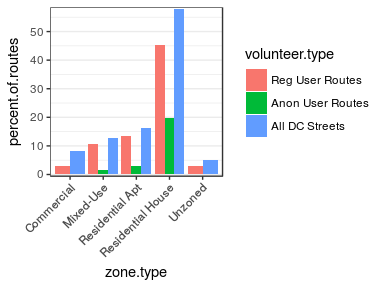 percent.of.routes
50
40
30
20
10
0
Commercial
Mixed-Use
Residential Apt
Residential House
Unzoned
zone.type
volunteer.type
Reg User Routes
Anon User Routes
All DC Streets